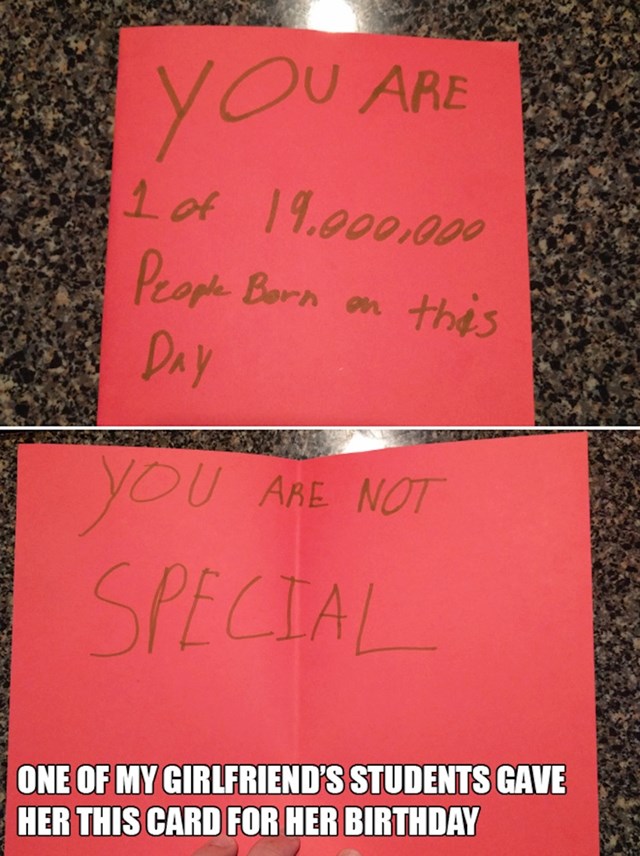 YOU ARE
1 of 19.000,000
People Born on this
DAY
YOU ARE NOT
SPECIAL
ONE OF MY GIRLFRIEND'S STUDENTS GAVE
HER THIS CARD FOR HER BIRTHDAY